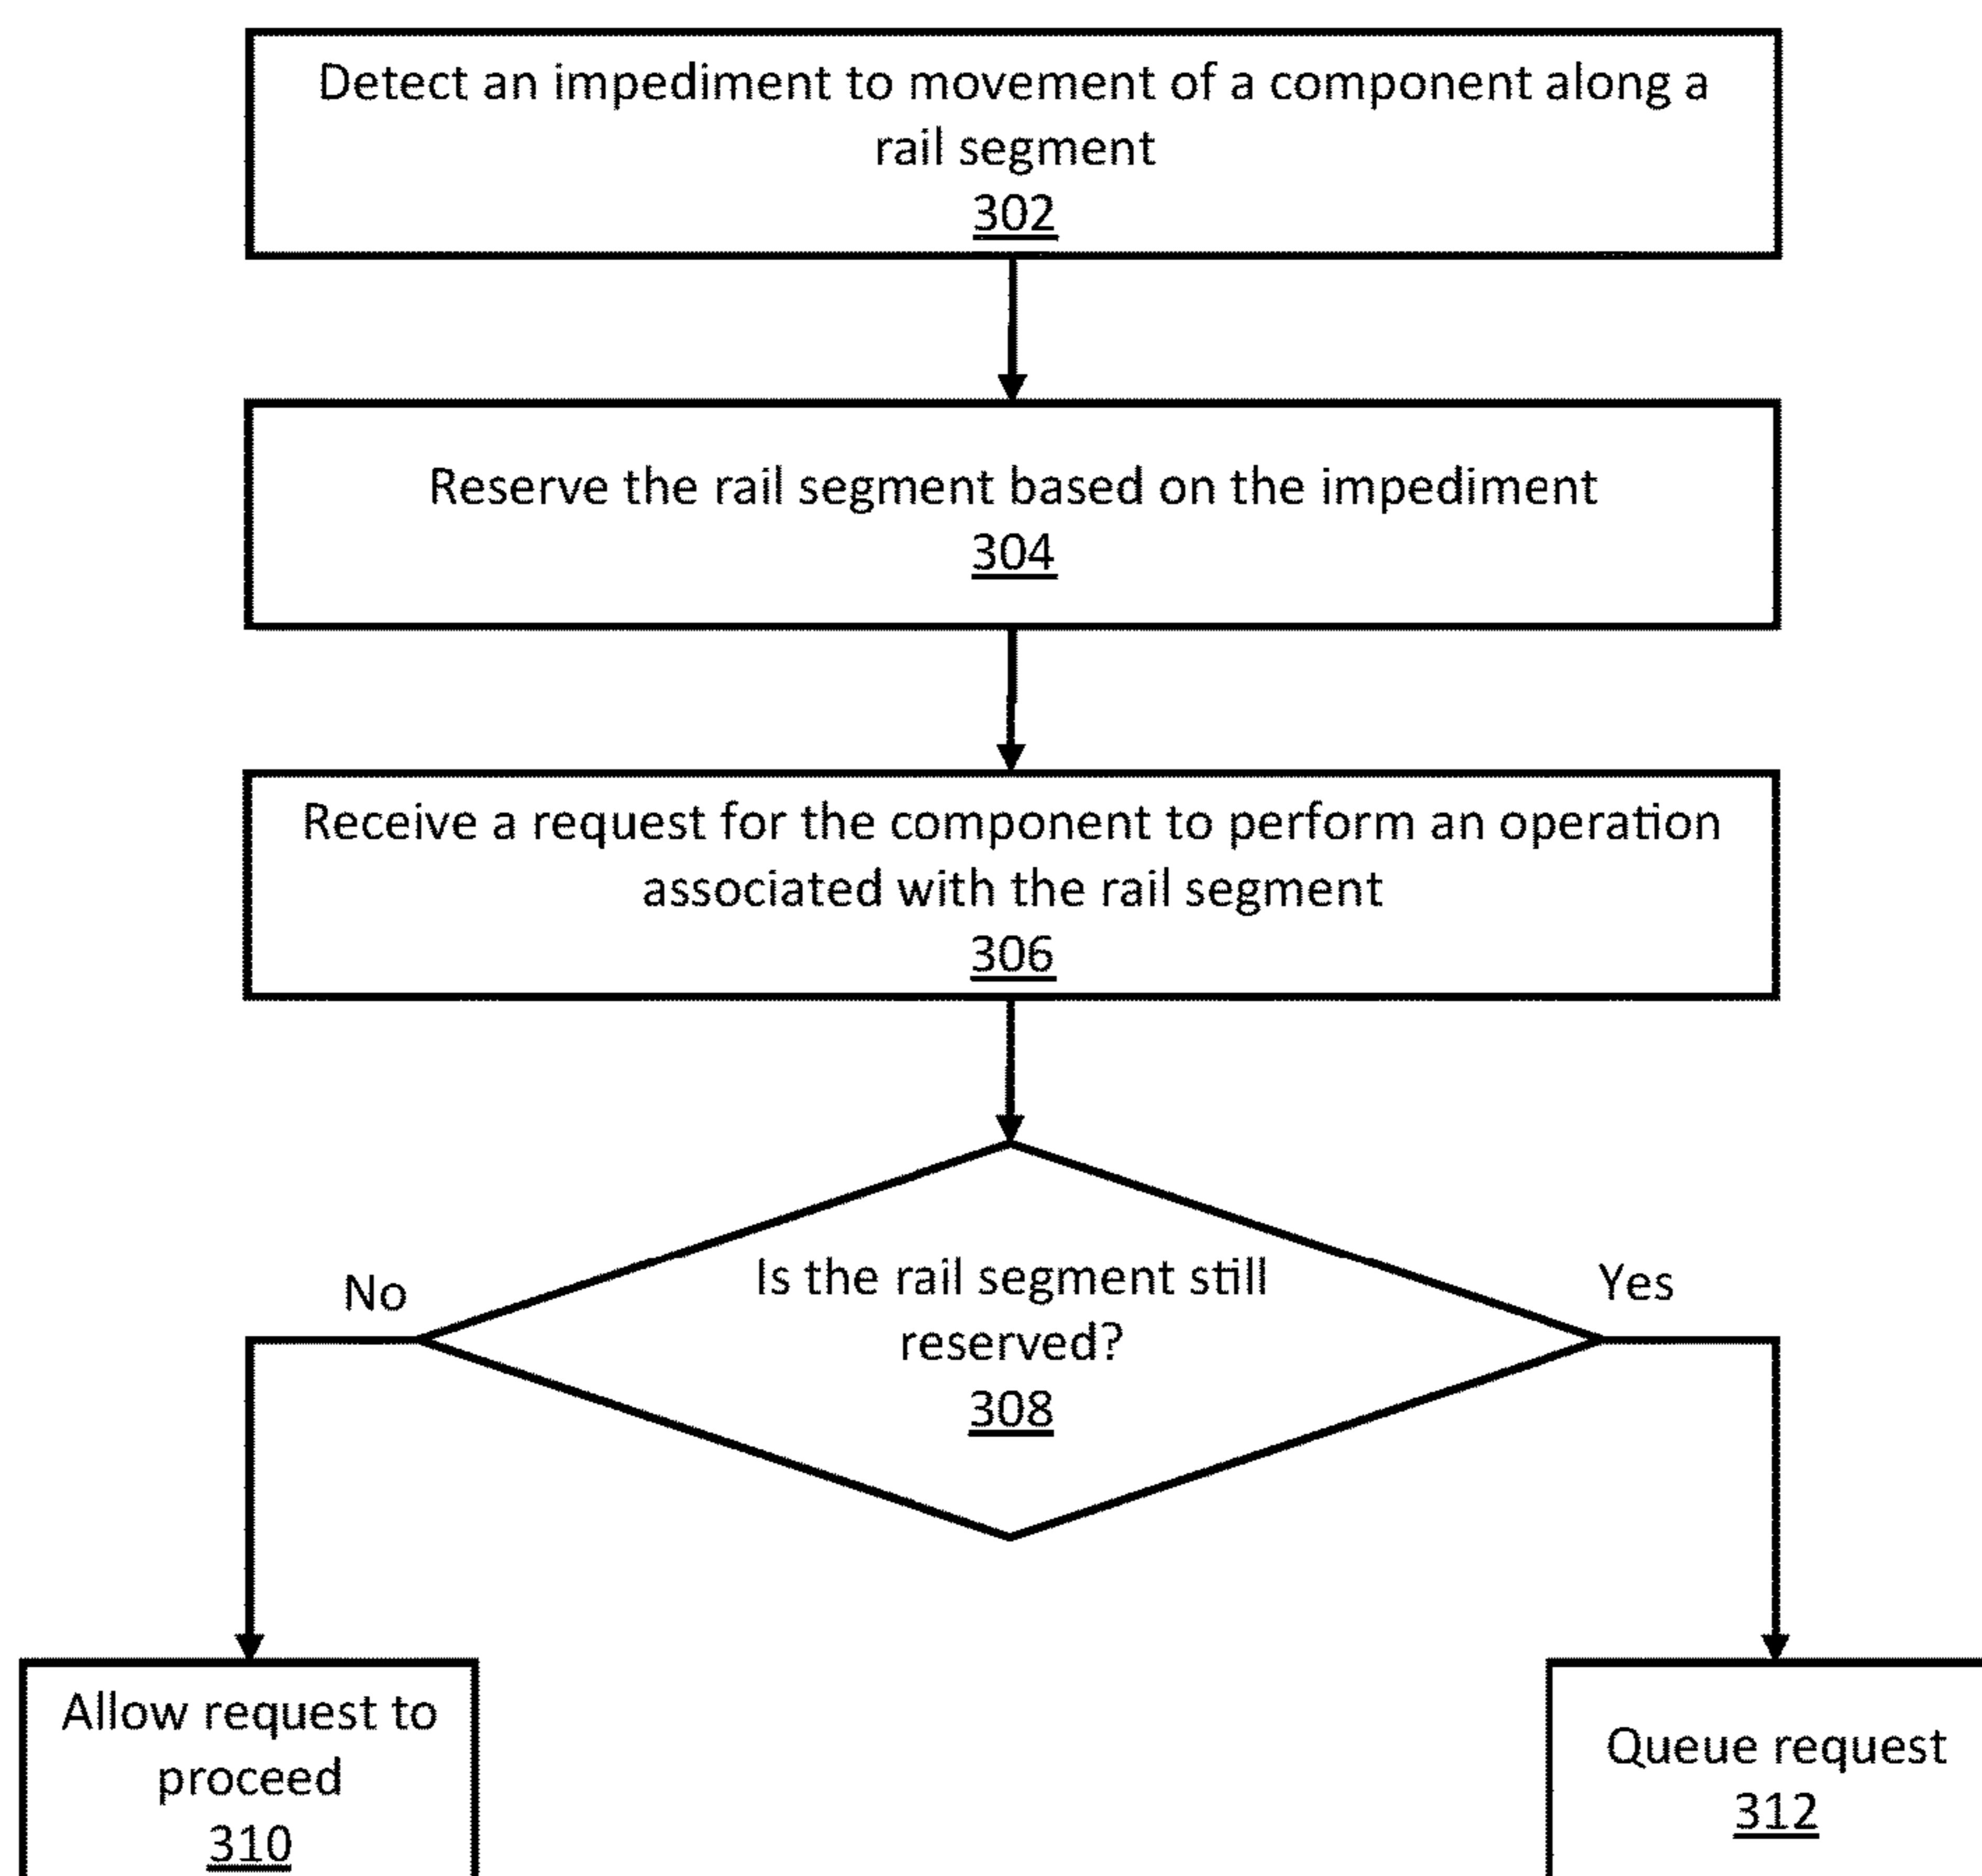 Detect an impediment to movement of a component along a
rail segment
302
Reserve the rail segment based on the impediment
304
Receive a request for the component to perform an operation
associated with the rail segment
306
Is the rail segment still
reserved?
308
No
Yes
Allow request to
proceed
310
Queue request
312